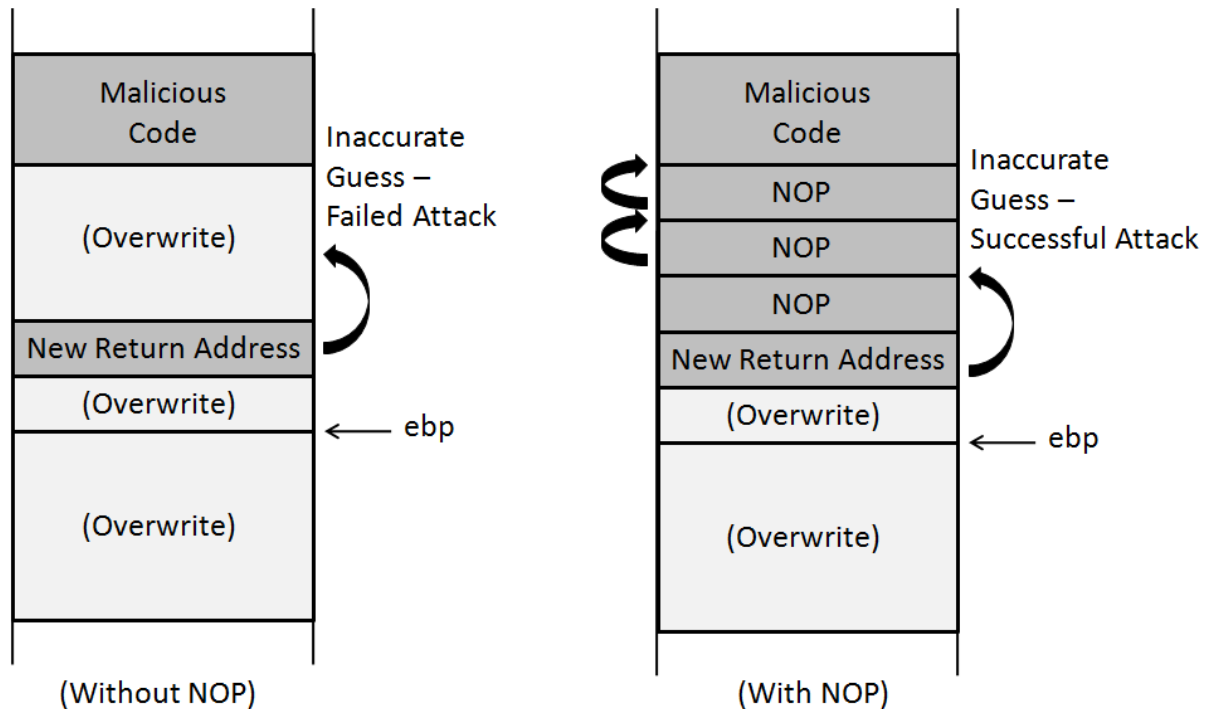 Malicious
Code
Inaccurate
Guess –
Failed Attack
(Overwrite)
New Return Address
(Overwrite)
ebp
(Overwrite)
(Without NOP)
Malicious
Code
Inaccurate
Guess –
Successful Attack
NOP
NOP
NOP
New Return Address
(Overwrite)
ebp
(Overwrite)
(With NOP)